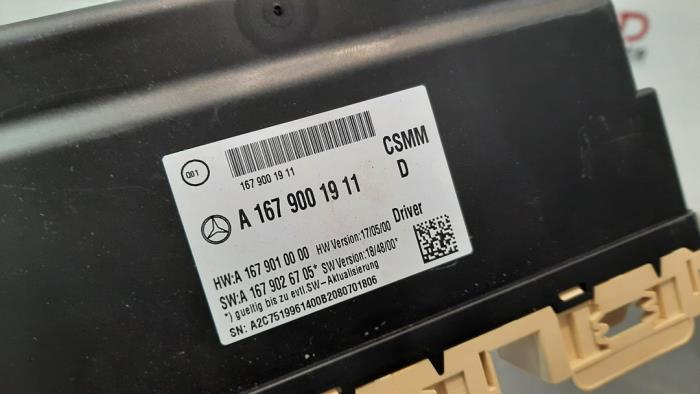 001
167 900 19 11
CSMM
A 167 900 19 11
D
Driver
HW:A 167 901 00 00 HW Version:17/05/00
SW:A 167 902 67 05* SW Version:18/48/00*
*) gueltig bis zu evtl.SW-Aktualisierung
SN: A2C7519961400B2080701806